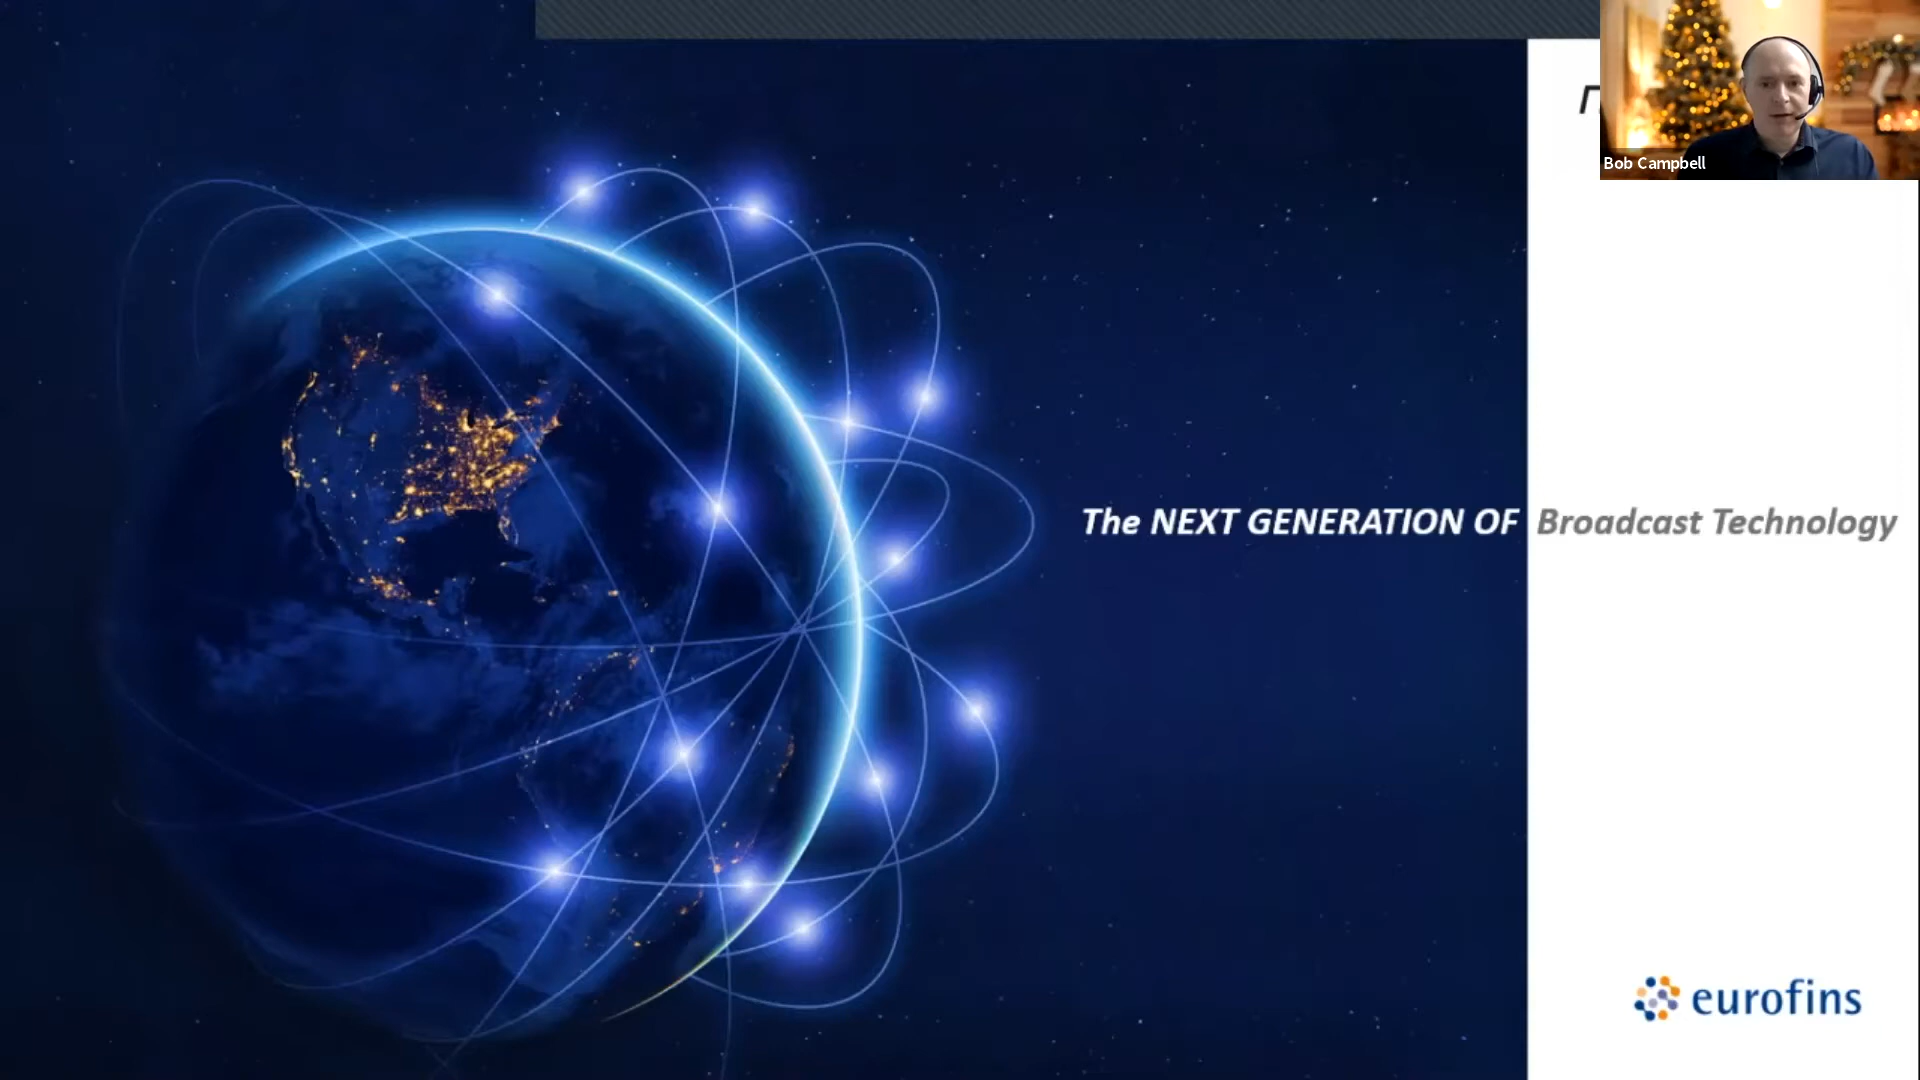 Bob Campbell
The NEXT GENERATION OF Broadcast Technology
eurofins